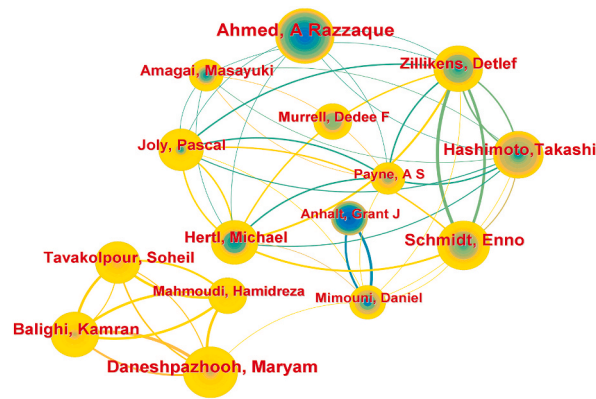 Ahmed, A Razzaque
Zillikens, Detlef
Amagai, Masayuki
Murrell, Dedee F
Joly, Pascal
Hashimoto,Takashi
Payne, A S
Anhalt, Grant J
Hertl, Michael
Schmidt, Enno
Tavakolpour, Soheil
Mahmoudi, Hamidreza
Mimouni, Daniel
Balighi, Kamran
Daneshpazhooh, Maryam